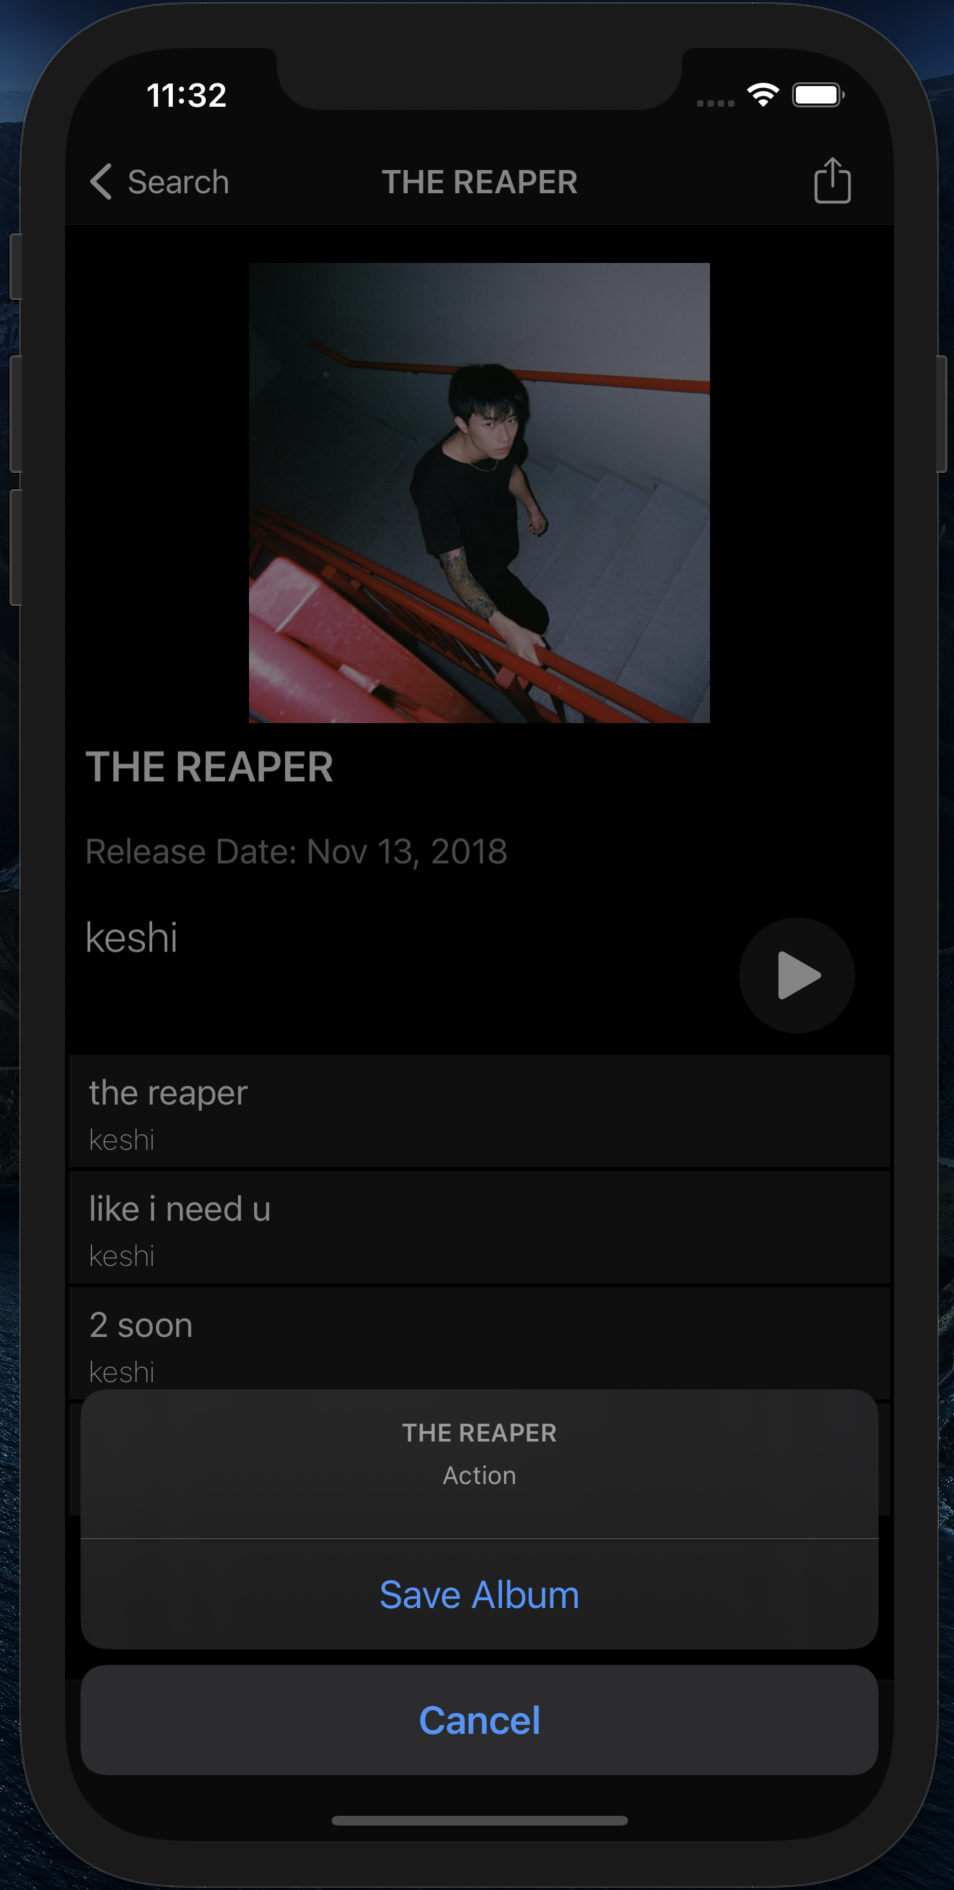 11:32
Search
THE REAPER
THE REAPER
Release Date: Nov 13, 2018
keshi
the reaper
keshi
like i need u
keshi
2 soon
keshi
THE REAPER
Action
Save Album
Cancel